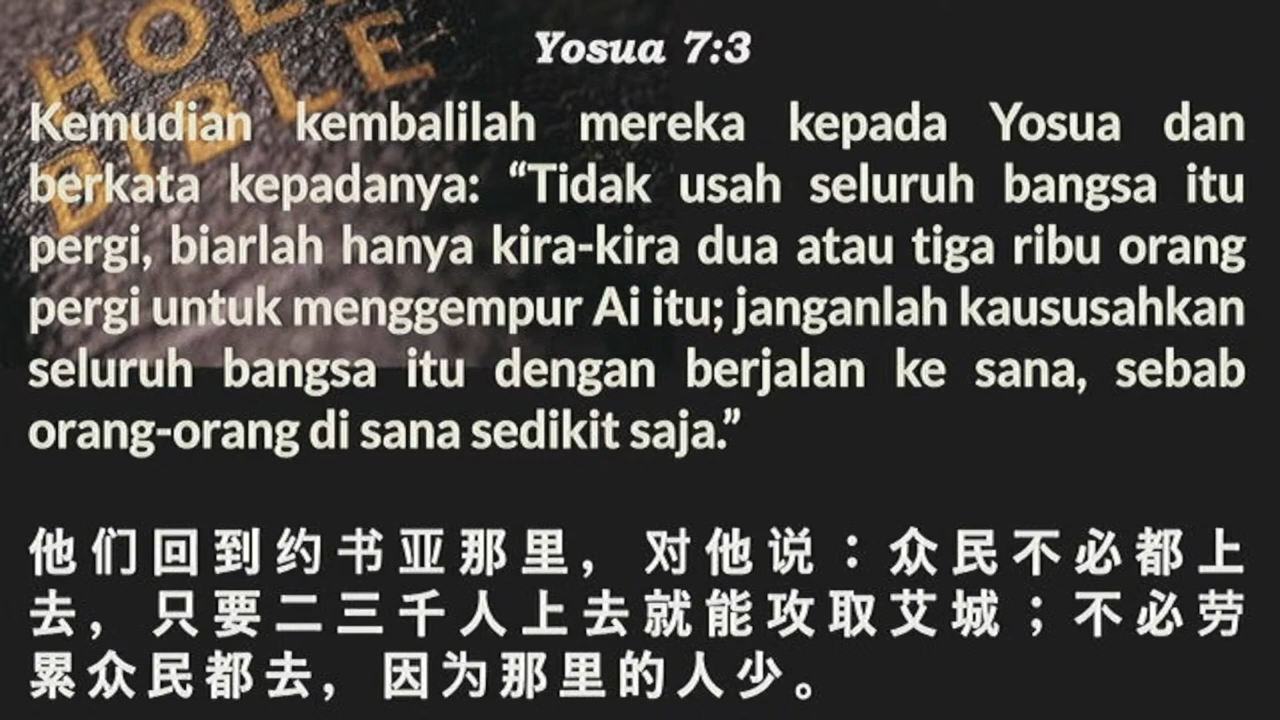 HOLY
BIBLE
Yosua 7:3
Kemudian kembalilah mereka kepada Yosua dan
berkata kepadanya: “Tidak usah seluruh bangsa itu
pergi, biarlah hanya kira-kira dua atau tiga ribu orang
pergi untuk menggempur Ai itu; janganlah kaususahkan
seluruh bangsa itu dengan berjalan ke sana, sebab
orang-orang di sana sedikit saja.”
他们回到约书亚那里，对他说：众民不必都上
去，只要二三千人上去就能攻取艾城；不必劳
累众民都去，因为那里的人少。